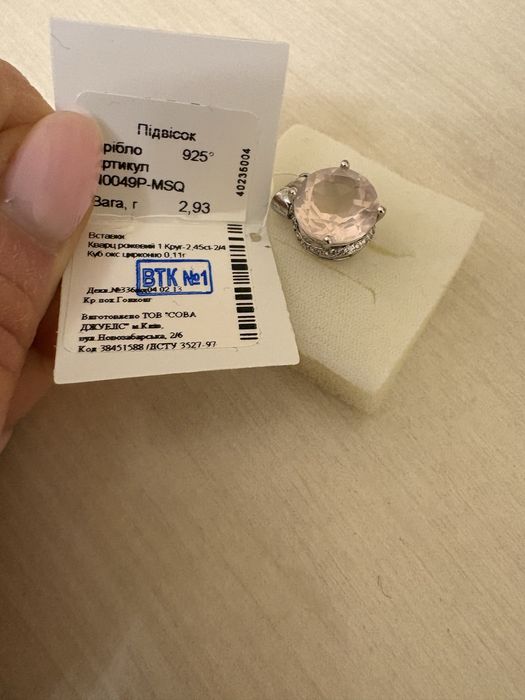 Підвісок
рібло 925°
ртикул
0049P-MSQ
Вага, г 2,93
40236004
Вставки
Кварц рожевий 1 Круг-2,45ct-2/4
Куб окс цирконію 0,11г
ВТК №1
Кр пох Гонконг
Виготовлено ТОВ "СОВА
ДЖУЕЛС" м.Київ,
вул.Новозабарська, 2/6
Код 38451588 /ДСТУ 3527-97